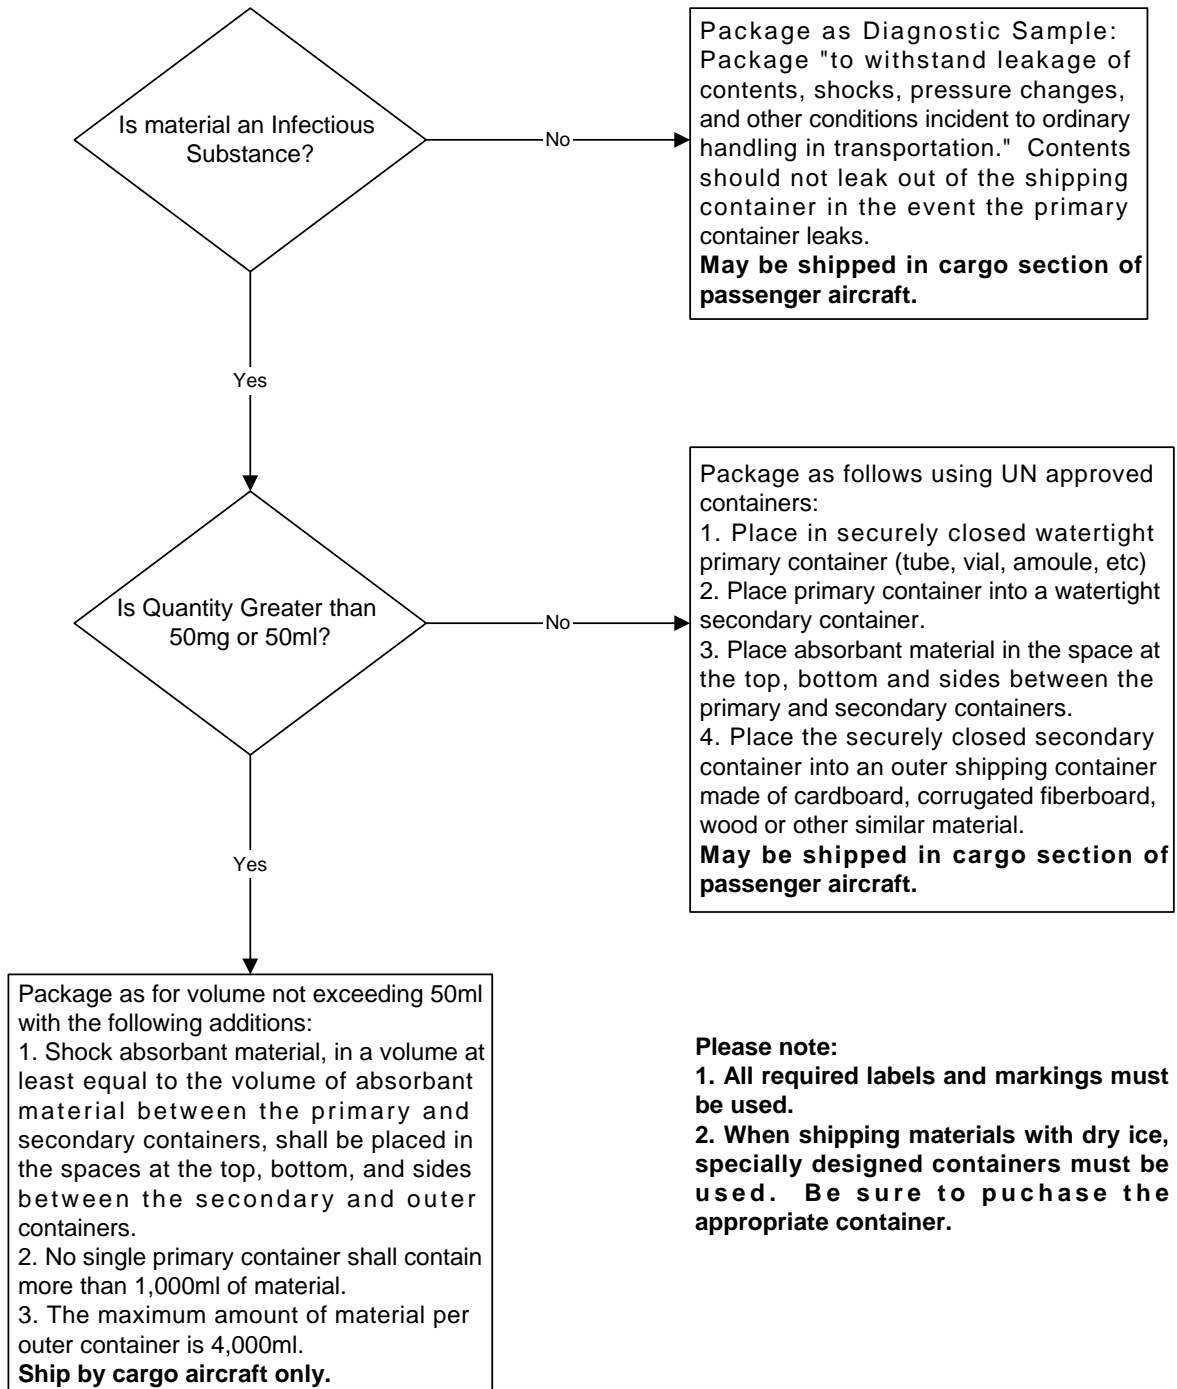 Is material an Infectious
Substance?
No
Package as Diagnostic Sample:
Package "to withstand leakage of
contents, shocks, pressure changes,
and other conditions incident to ordinary
handling in transportation."  Contents
should not leak out of the shipping
container in the event the primary
container leaks.
May be shipped in cargo section of
passenger aircraft.
Yes
Is Quantity Greater than
50mg or 50ml?
No
Package as follows using UN approved
containers:
1. Place in securely closed watertight
primary container (tube, vial, amoule, etc)
2. Place primary container into a watertight
secondary container.
3. Place absorbant material in the space at
the top, bottom and sides between the
primary and secondary containers.
4. Place the securely closed secondary
container into an outer shipping container
made of cardboard, corrugated fiberboard,
wood or other similar material.
May be shipped in cargo section of
passenger aircraft.
Yes
Package as for volume not exceeding 50ml
with the following additions:
1. Shock absorbant material, in a volume at
least equal to the volume of absorbant
material between the primary and
secondary containers, shall be placed in
the spaces at the top, bottom, and sides
between the secondary and outer
containers.
2. No single primary container shall contain
more than 1,000ml of material.
3. The maximum amount of material per
outer container is 4,000ml.
Ship by cargo aircraft only.
Please note:
1. All required labels and markings must
be used.
2. When shipping materials with dry ice,
specially designed containers must be
used.  Be sure to puchase the
appropriate container.